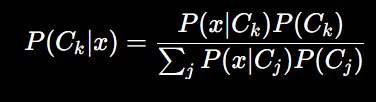 P(C_k|x) = \frac{P(x|C_k)P(C_k)}{\sum_j P(x|C_j)P(C_j)}